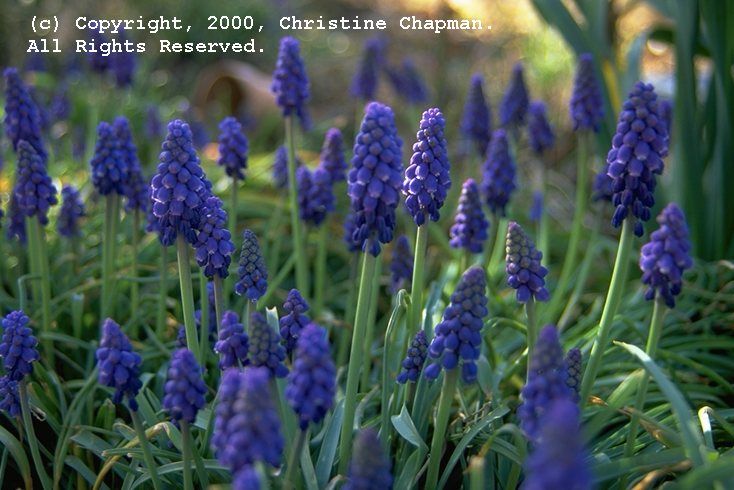 (c) Copyright, 2000, Christine Chapman.
All Rights Reserved.